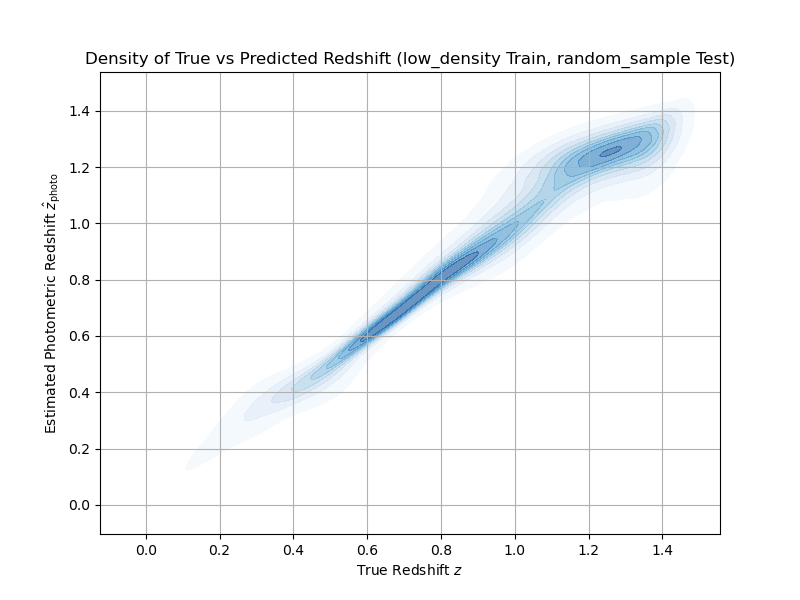 Density of True vs Predicted Redshift (low_density Train, random_sample Test)
1.4
1.2
1.0
0.8
0.6
0.4
0.2
0.0
Estimated Photometric Redshift ẑ_photo
0.0 0.2 0.4 0.6 0.8 1.0 1.2 1.4
True Redshift z